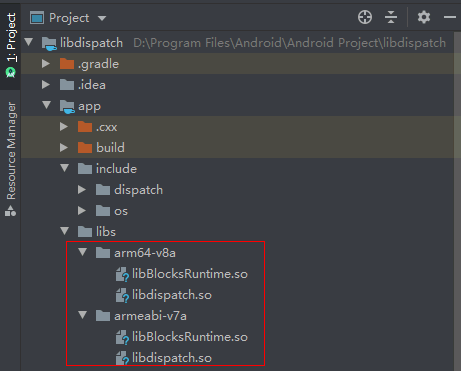 Project
1: Project
Resource Manager
libdispatch D:\Program Files\Android\Android Project\libdispatch
.gradle
.idea
app
.cxx
build
include
dispatch
os
libs
arm64-v8a
libBlocksRuntime.so
libdispatch.so
armeabi-v7a
libBlocksRuntime.so
libdispatch.so